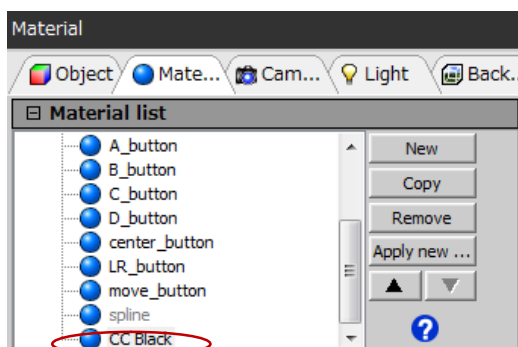 Material
Object Mate... Cam... Light Back..
Material list
A_button
B_button
C_button
D_button
center_button
LR_button
move_button
spline
CC Black
New
Copy
Remove
Apply new ...
?